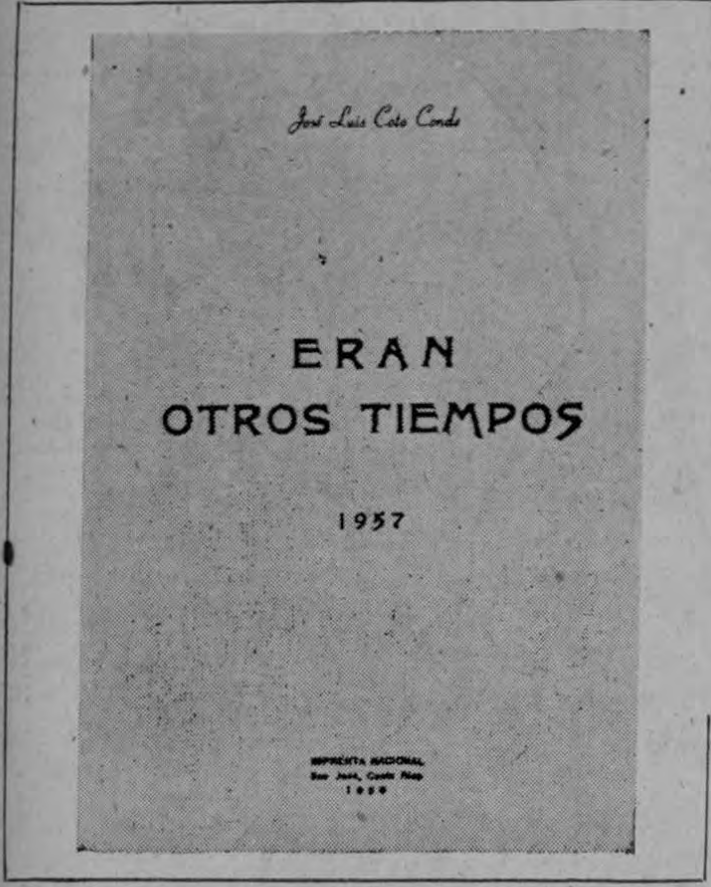 José Luis Coto Conde
ERAN
OTROS TIEMPOS
1957
IMPRENTA NACIONAL
San José, Costa Rica